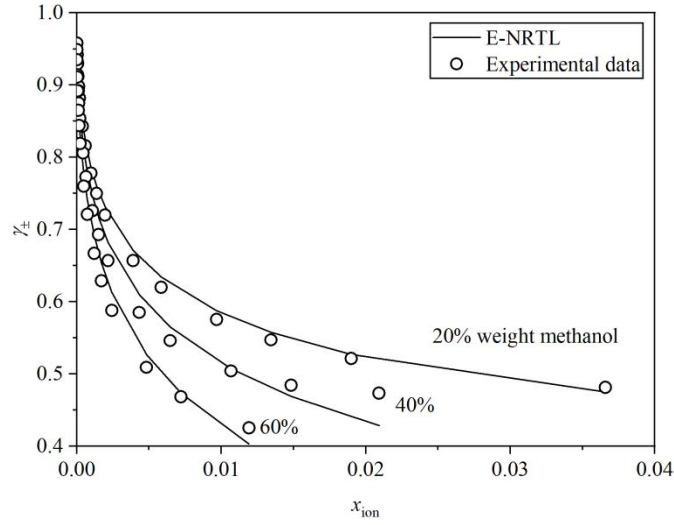 1.0
E-NRTL
Experimental data
0.9
0.8
0.7
γ±
0.6
20% weight methanol
0.5
40%
60%
0.4
0.00 0.01 0.02 0.03 0.04
xion